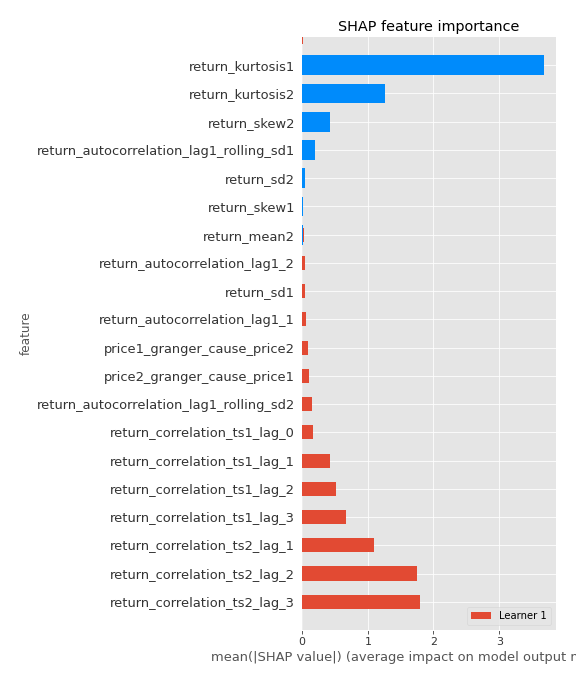 SHAP feature importance
return_kurtosis1
return_kurtosis2
return_skew2
return_autocorrelation_lag1_rolling_sd1
return_sd2
return_skew1
return_mean2
return_autocorrelation_lag1_2
return_sd1
return_autocorrelation_lag1_1
price1_granger_cause_price2
price2_granger_cause_price1
return_autocorrelation_lag1_rolling_sd2
return_correlation_ts1_lag_0
return_correlation_ts1_lag_1
return_correlation_ts1_lag_2
return_correlation_ts1_lag_3
return_correlation_ts2_lag_1
return_correlation_ts2_lag_2
return_correlation_ts2_lag_3
feature
Learner 1
0 1 2 3
mean(|SHAP value|) (average impact on model output